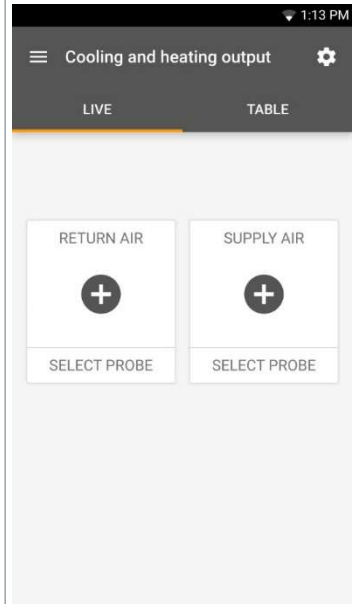 1:13 PM
Cooling and heating output
LIVE TABLE
RETURN AIR SUPPLY AIR
SELECT PROBE SELECT PROBE